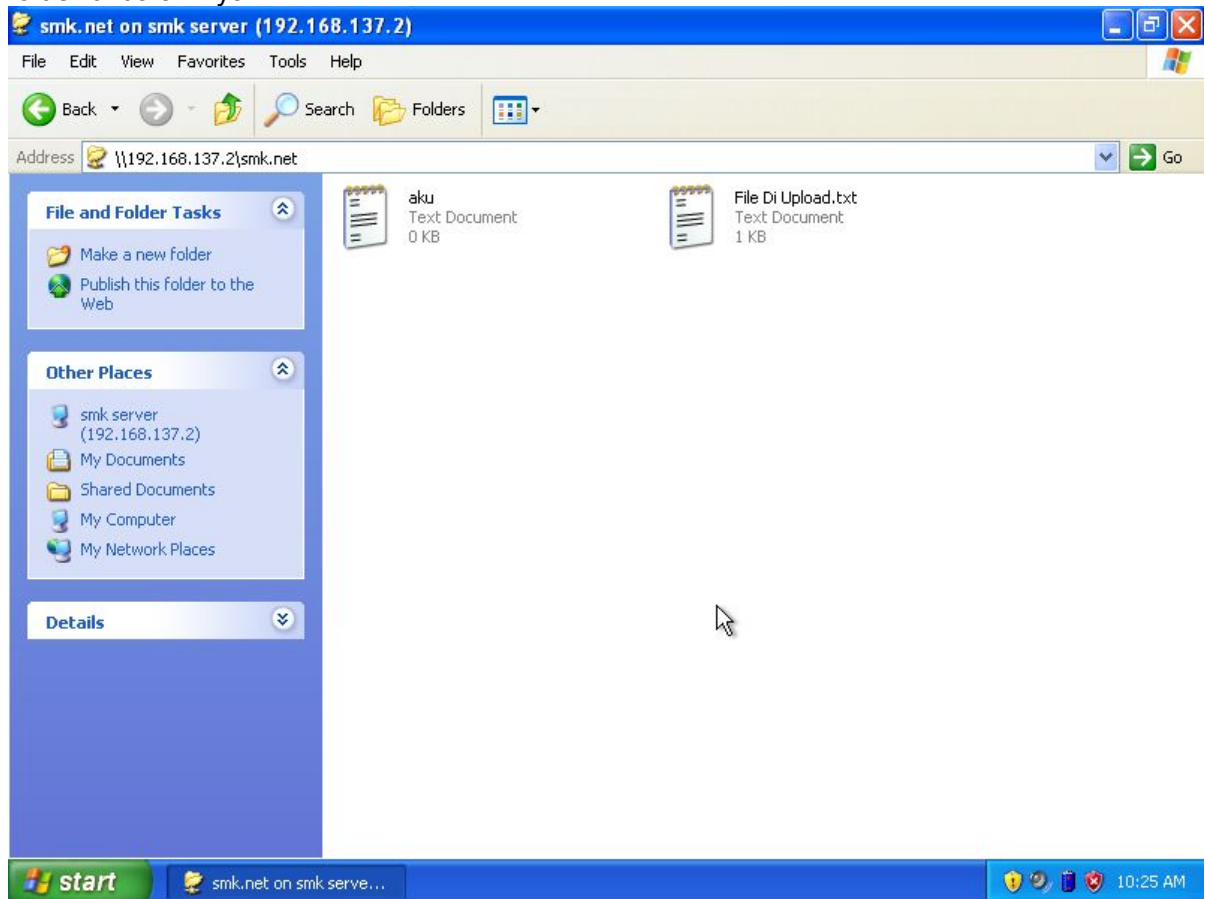 smk.net on smk server (192.168.137.2)
File Edit View Favorites Tools Help
Back Search Folders
Address \\192.168.137.2\smk.net Go
File and Folder Tasks
Make a new folder
Publish this folder to the
Web
Other Places
smk server
(192.168.137.2)
My Documents
Shared Documents
My Computer
My Network Places
Details
aku
Text Document
0 KB
File Di Upload.txt
Text Document
1 KB
start smk.net on smk serve... 10:25 AM